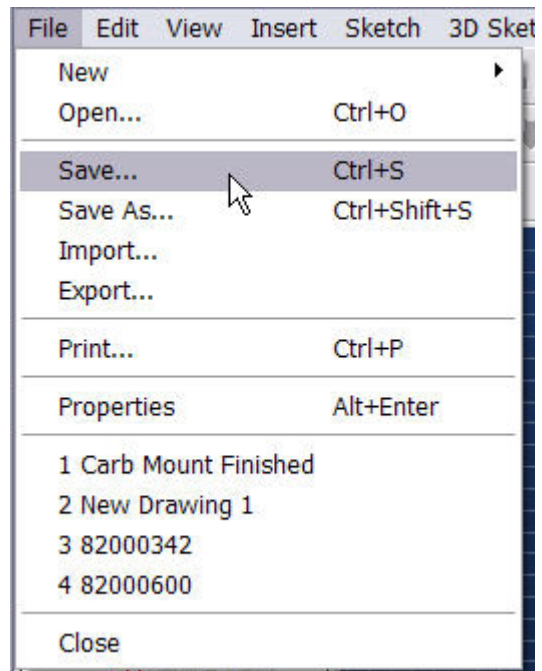 File Edit View Insert Sketch 3D Sket
New
Open... Ctrl+O
Save... Ctrl+S
Save As... Ctrl+Shift+S
Import...
Export...
Print... Ctrl+P
Properties Alt+Enter
1 Carb Mount Finished
2 New Drawing 1
3 82000342
4 82000600
Close